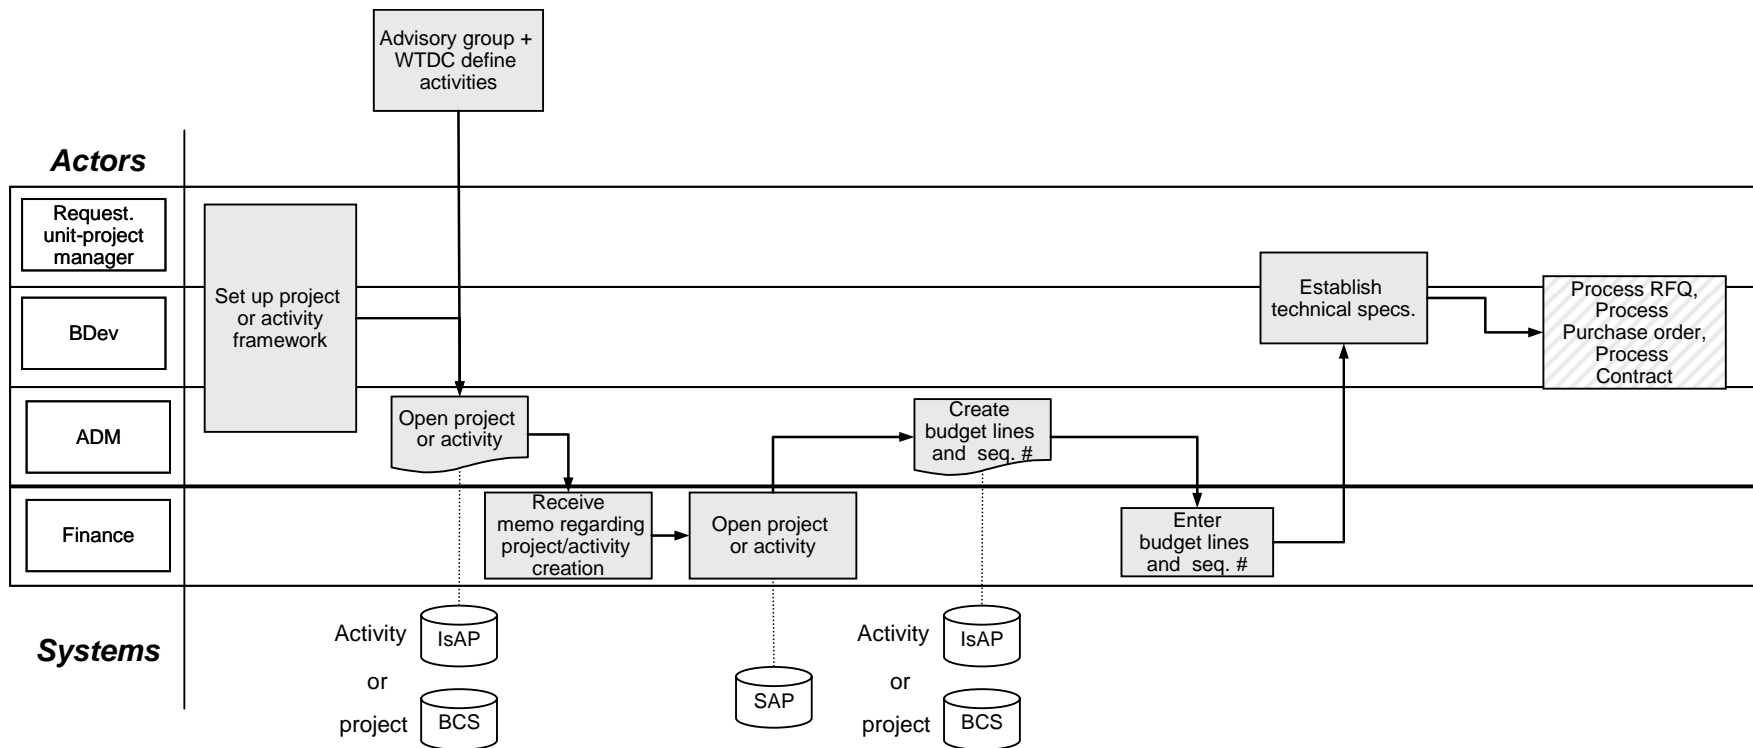 Advisory group +
WTDC define
activities
Actors
Request.
unit-project
manager
BDev
ADM
Finance
Set up project
or activity
framework
Open project
or activity
Receive
memo regarding
project/activity
creation
Open project
or activity
Create
budget lines
and seq. #
Enter
budget lines
and seq. #
Establish
technical specs.
Process RFQ,
Process
Purchase order,
Process
Contract
Systems
Activity
or
project
IsAP
BCS
SAP
Activity
or
project
IsAP
BCS